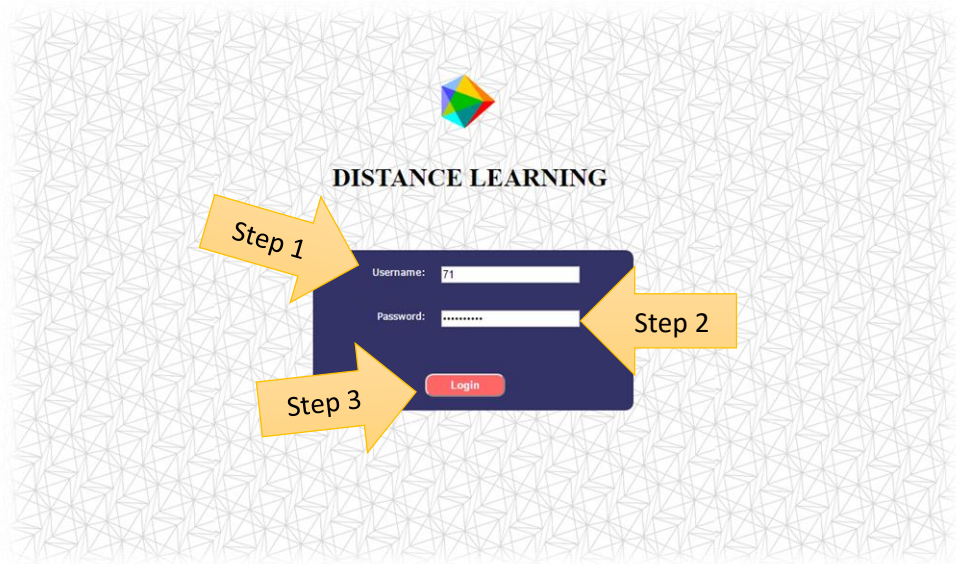 DISTANCE LEARNING
Step 1
Username: 71
Password: ••••••••••
Step 2
Step 3
Login